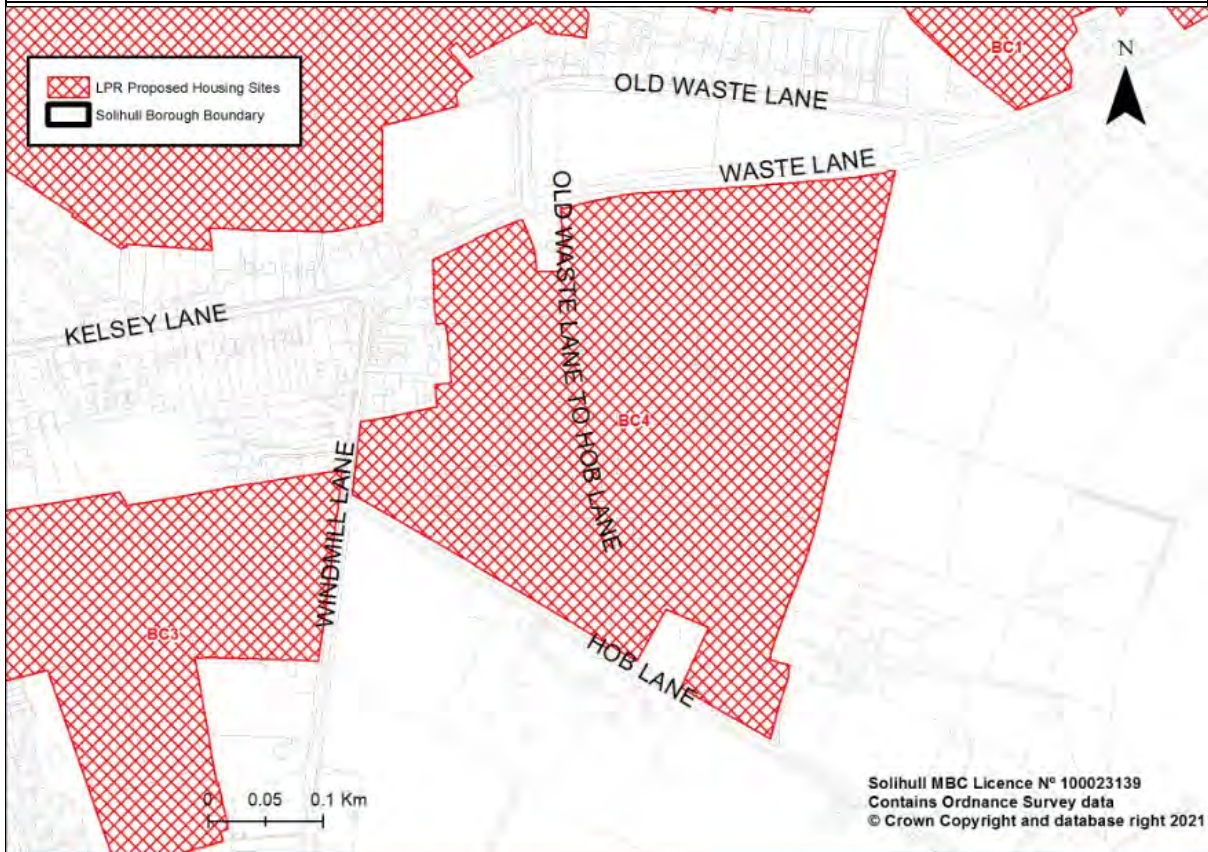 BC1
N
LPR Proposed Housing Sites
Solihull Borough Boundary
OLD WASTE LANE
WASTE LANE
OLD WASTE LANE TO HOB LANE
KELSEY LANE
BC4
WINDMILL LANE
BC3
HOB LANE
0 0.05 0.1 Km
Solihull MBC Licence Nº 100023139
Contains Ordnance Survey data
© Crown Copyright and database right 2021